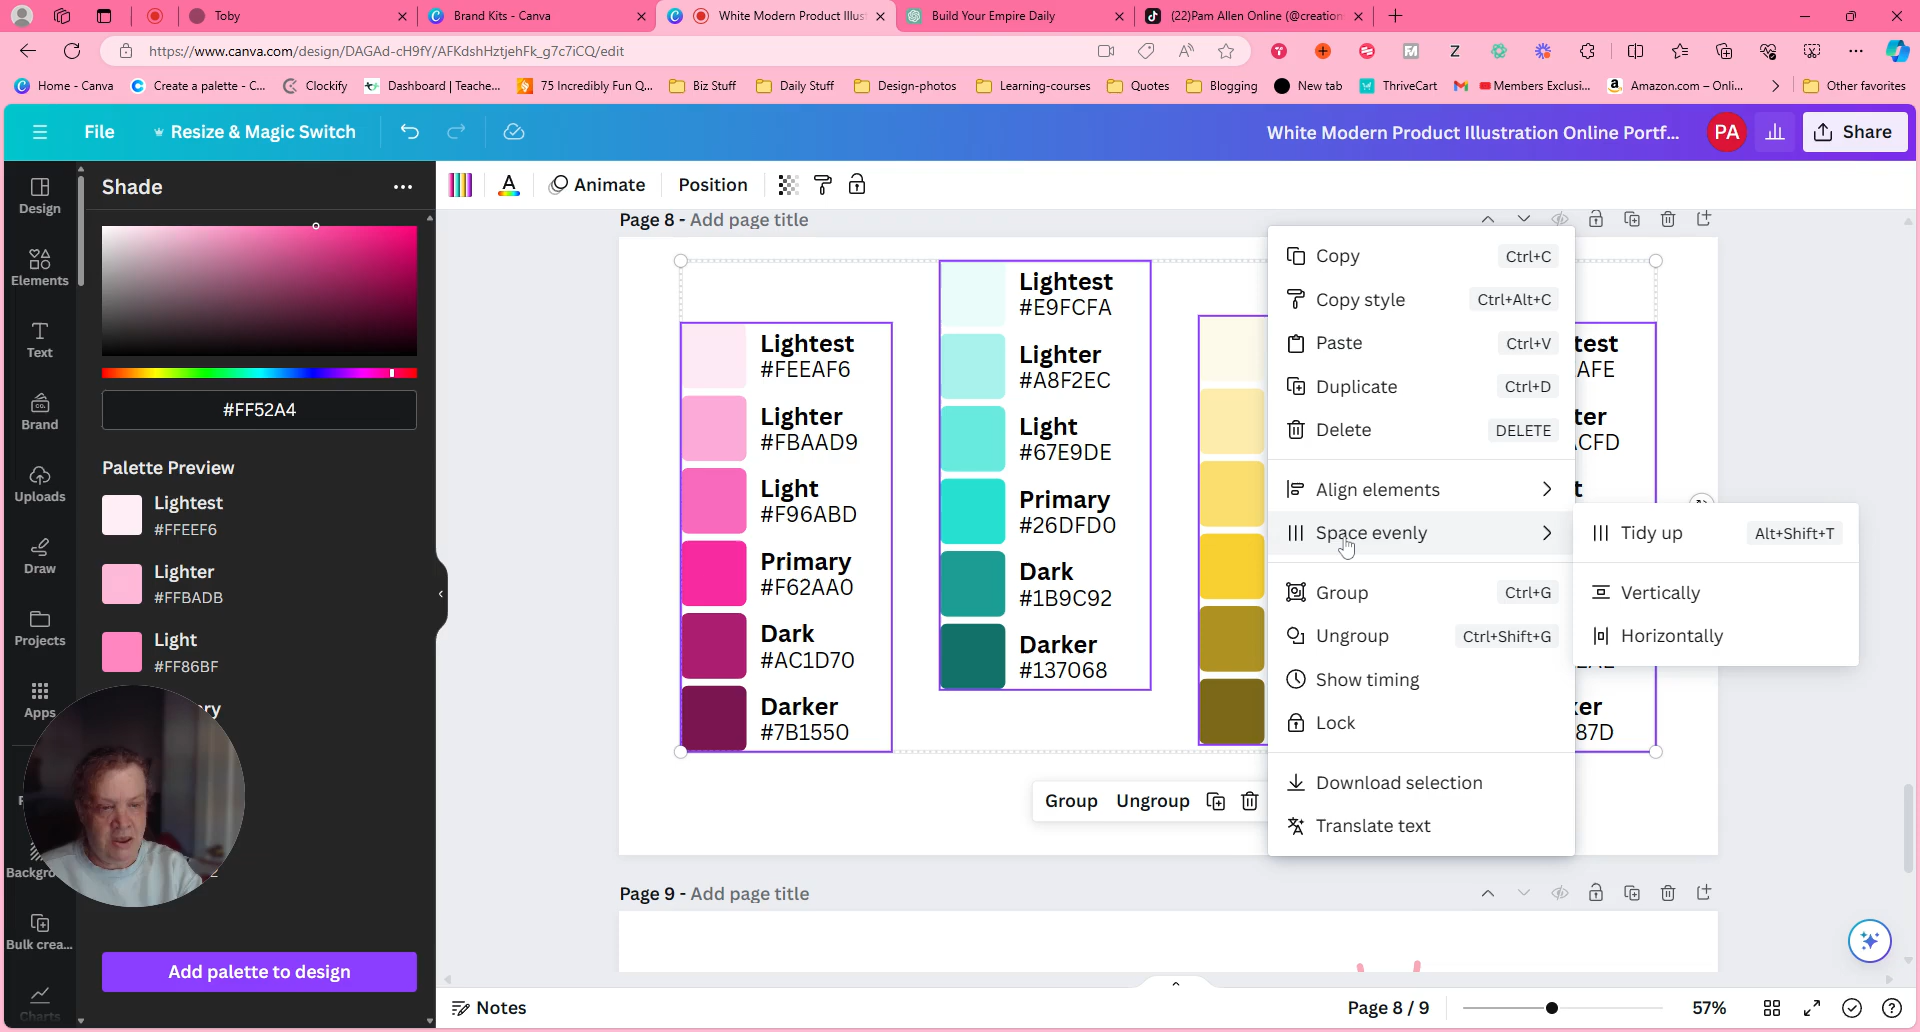 Toby
Brand Kits - Canva
White Modern Product Illus
Build Your Empire Daily
(22)Pam Allen Online (@creation
https://www.canva.com/design/DAGAd-cH9fY/AFKdshHztjehFk_g7c7iCQ/edit
Home - Canva
Create a palette - C...
Clockify
Dashboard | Teache...
75 Incredibly Fun Q...
Biz Stuff
Daily Stuff
Design-photos
Learning-courses
Quotes
Blogging
New tab
ThriveCart
Members Exclusi...
Amazon.com – Onli...
Other favorites
File
Resize & Magic Switch
White Modern Product Illustration Online Portf...
PA
Share
Design
Elements
Text
Brand
Uploads
Draw
Projects
Apps
Backgro
Bulk crea...
Charts
Shade
#FF52A4
Palette Preview
Lightest
#FFEEF6
Lighter
#FFBADB
Light
#FF86BF
ry
Add palette to design
Animate
Position
Page 8 - Add page title
Lightest
#FEEAF6
Lighter
#FBAAD9
Light
#F96ABD
Primary
#F62AA0
Dark
#AC1D70
Darker
#7B1550
Lightest
#E9FCFA
Lighter
#A8F2EC
Light
#67E9DE
Primary
#26DFD0
Dark
#1B9C92
Darker
#137068
test
AFE
ter
CFD
t
er
87D
Copy Ctrl+C
Copy style Ctrl+Alt+C
Paste Ctrl+V
Duplicate Ctrl+D
Delete DELETE
Align elements
Space evenly
Group Ctrl+G
Ungroup Ctrl+Shift+G
Show timing
Lock
Download selection
Translate text
Tidy up Alt+Shift+T
Vertically
Horizontally
Group Ungroup
Page 9 - Add page title
Notes
Page 8 / 9
57%